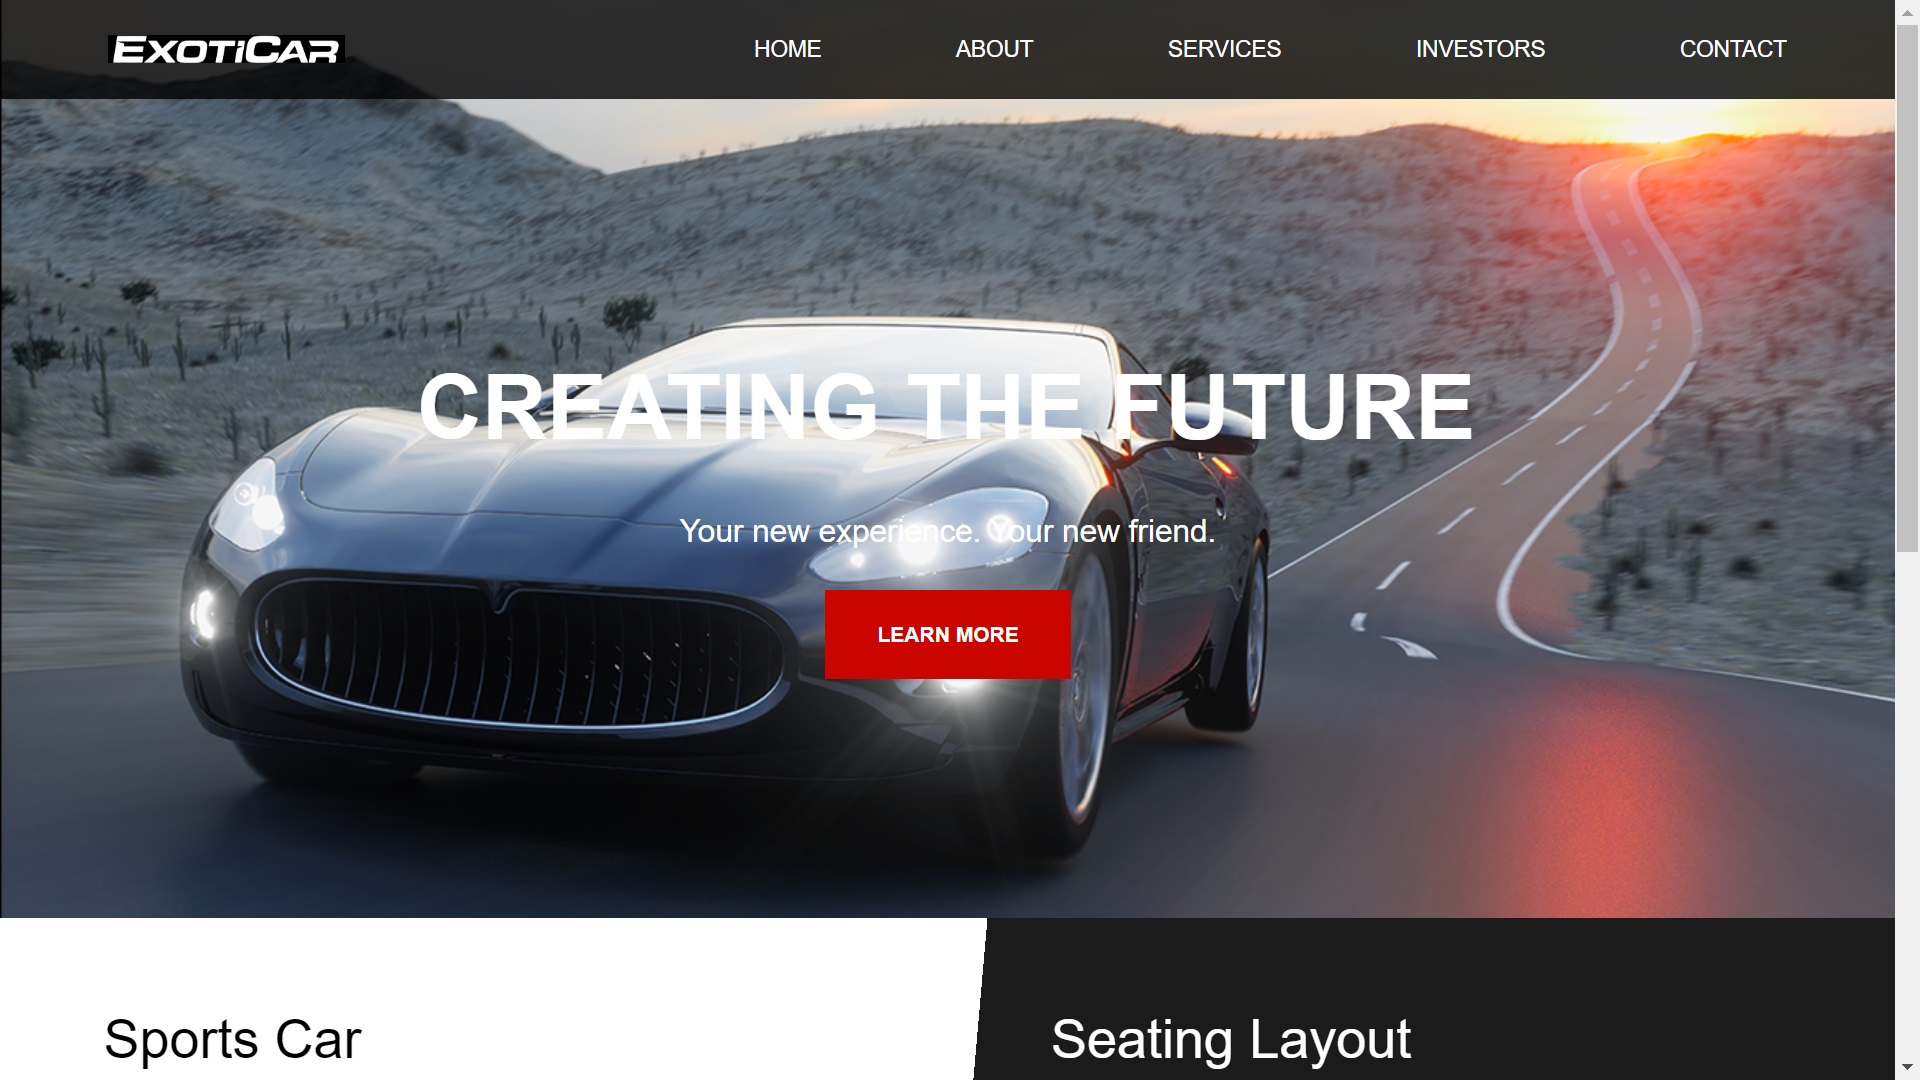 EXOTICAR
HOME ABOUT SERVICES INVESTORS CONTACT
CREATING THE FUTURE
Your new experience. Your new friend.
LEARN MORE
Sports Car
Seating Layout